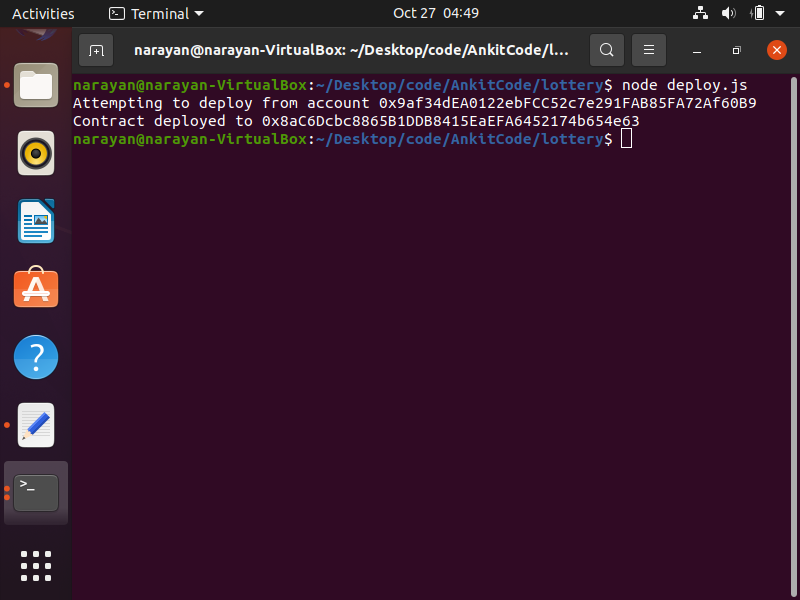 Activities Terminal Oct 27 04:49
narayan@narayan-VirtualBox: ~/Desktop/code/AnkitCode/l...
narayan@narayan-VirtualBox:~/Desktop/code/AnkitCode/lottery$ node deploy.js
Attempting to deploy from account 0x9af34dEA0122ebFCC52c7e291FAB85FA72Af60B9
Contract deployed to 0x8aC6Dcbc8865B1DDB8415EaEFA6452174b654e63
narayan@narayan-VirtualBox:~/Desktop/code/AnkitCode/lottery$